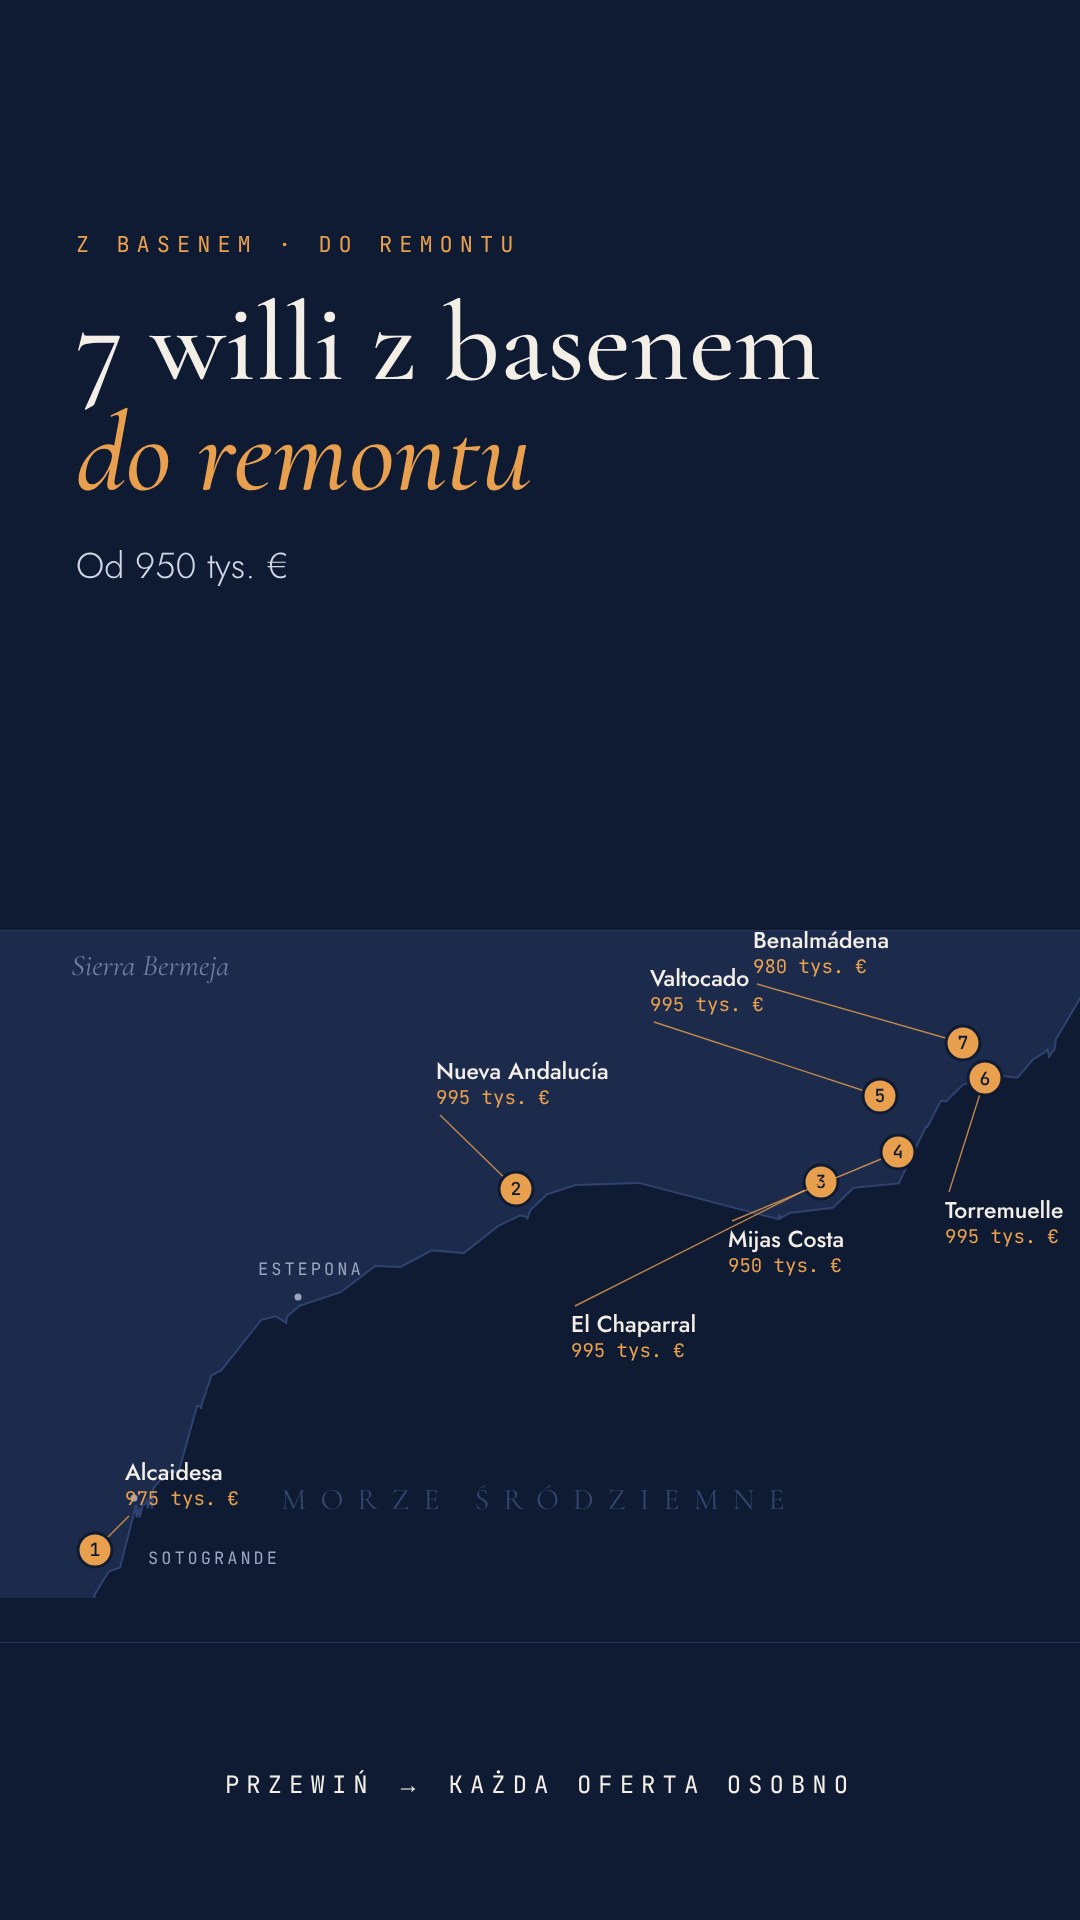 Z BASENEM · DO REMONTU
7 willi z basenem
do remontu
Od 950 tys. €
Sierra Bermeja
Benalmádena
980 tys. €
Valtocado
995 tys. €
7
6
Nueva Andalucía
995 tys. €
5
4
2
3
Torremuelle
995 tys. €
Mijas Costa
950 tys. €
ESTEPONA
El Chaparral
995 tys. €
Alcaidesa
975 tys. €
MORZE ŚRÓDZIEMNE
1
SOTOGRANDE
PRZEWIŃ → KAŻDA OFERTA OSOBNO